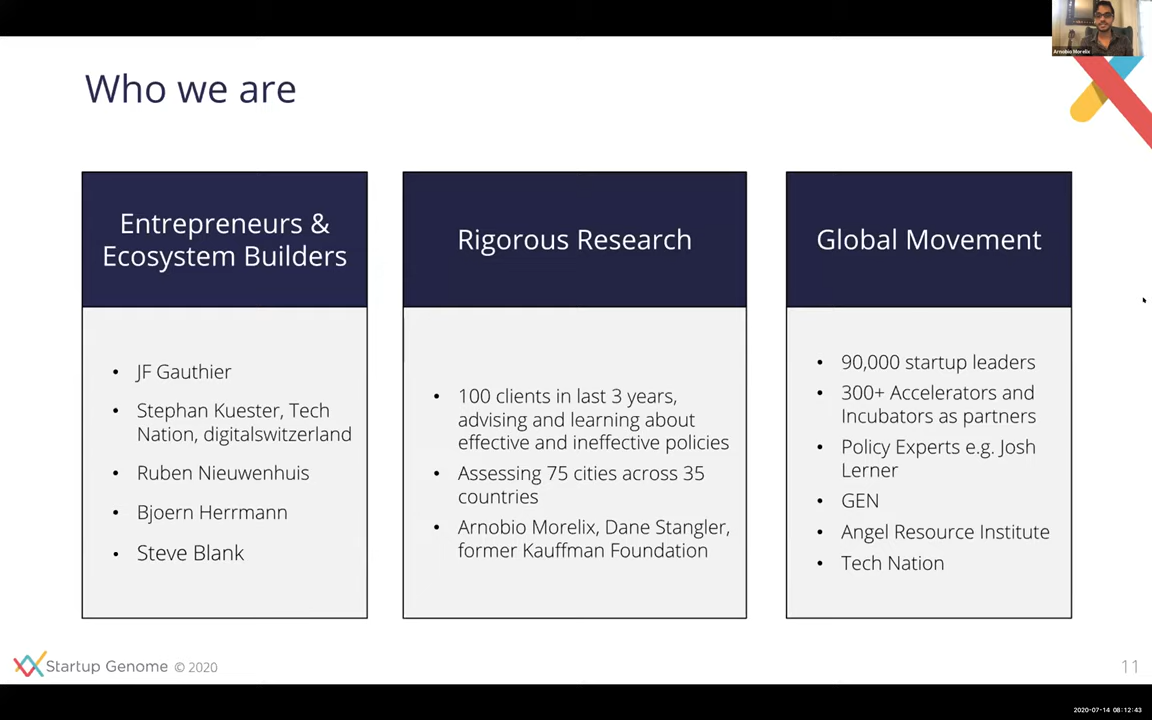 Arnobio Morelix
Who we are
Entrepreneurs &
Ecosystem Builders
• JF Gauthier
• Stephan Kuester, Tech
Nation, digitalswitzerland
• Ruben Nieuwenhuis
• Bjoern Herrmann
• Steve Blank
Rigorous Research
• 100 clients in last 3 years,
advising and learning about
effective and ineffective policies
• Assessing 75 cities across 35
countries
• Arnobio Morelix, Dane Stangler,
former Kauffman Foundation
Global Movement
• 90,000 startup leaders
• 300+ Accelerators and
Incubators as partners
• Policy Experts e.g. Josh
Lerner
• GEN
• Angel Resource Institute
• Tech Nation
Startup Genome © 2020
11
2020-07-14 08:12:43